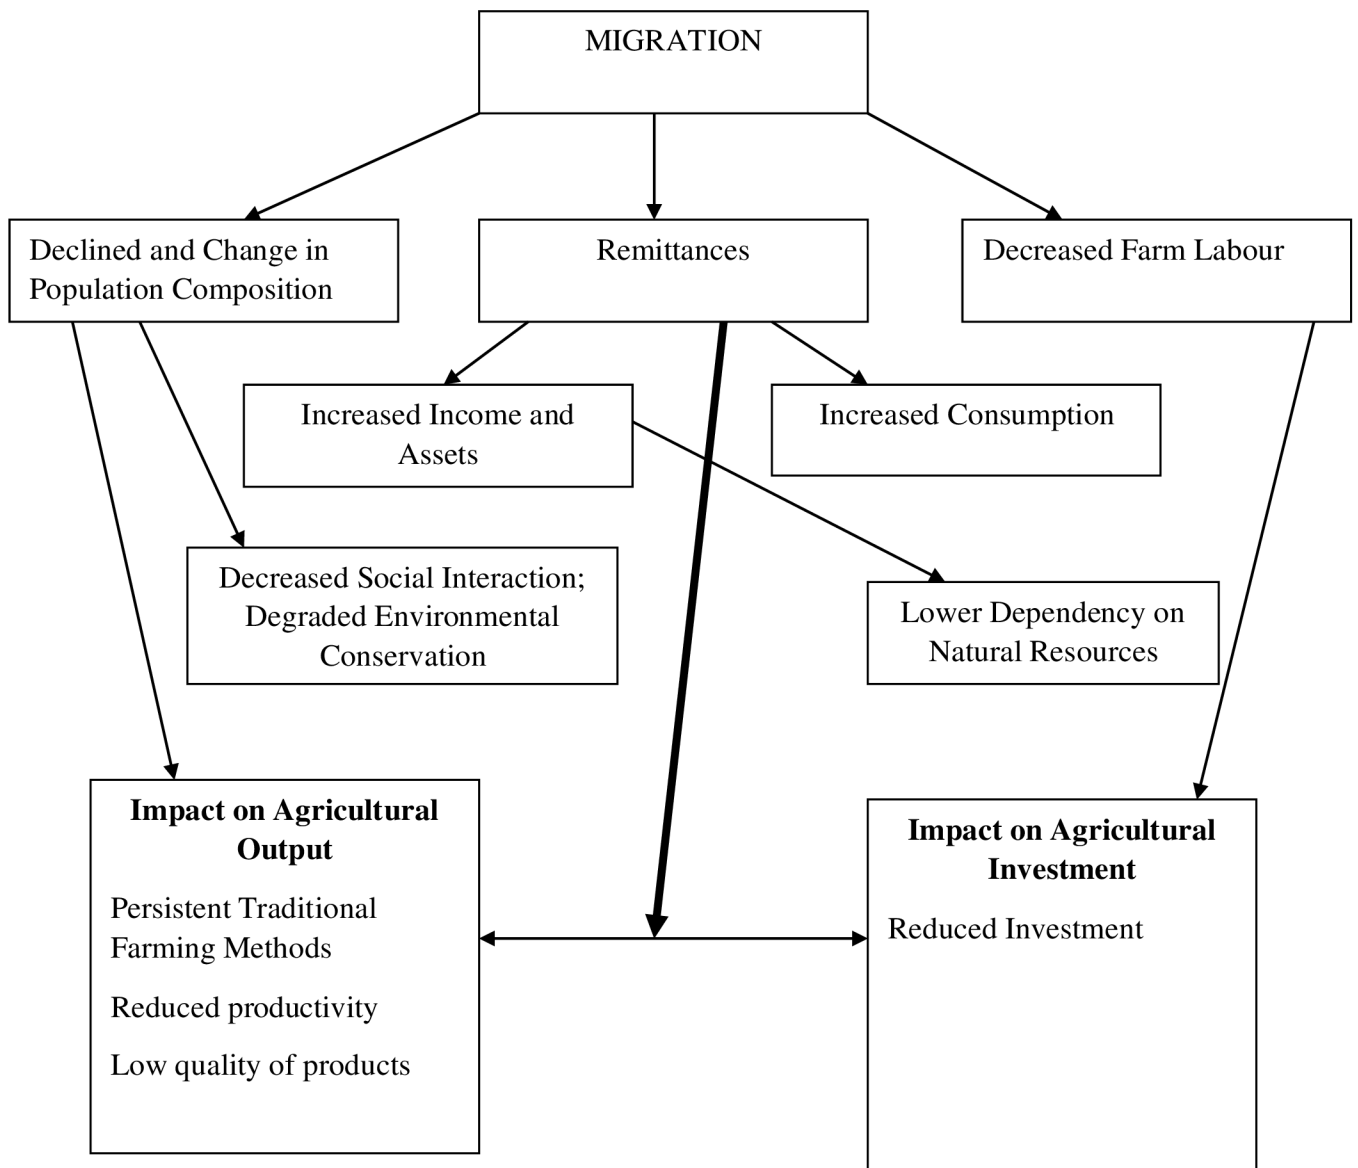 MIGRATION
Declined and Change in
Population Composition
Remittances
Decreased Farm Labour
Increased Income and
Assets
Increased Consumption
Decreased Social Interaction;
Degraded Environmental
Conservation
Lower Dependency on
Natural Resources
Impact on Agricultural
Output
Persistent Traditional
Farming Methods
Reduced productivity
Low quality of products
Impact on Agricultural
Investment
Reduced Investment